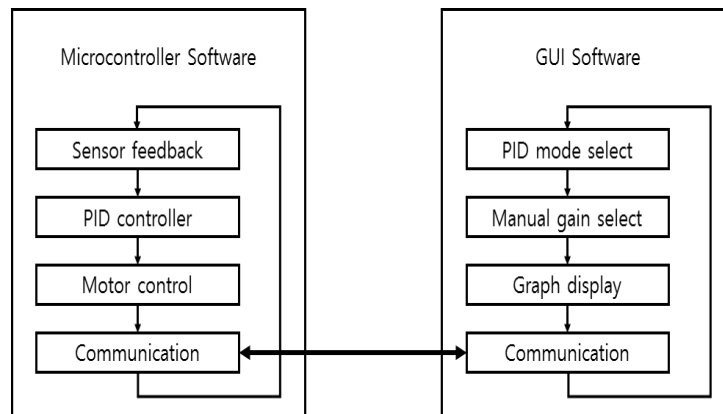 Microcontroller Software
Sensor feedback
PID controller
Motor control
Communication
GUI Software
PID mode select
Manual gain select
Graph display
Communication